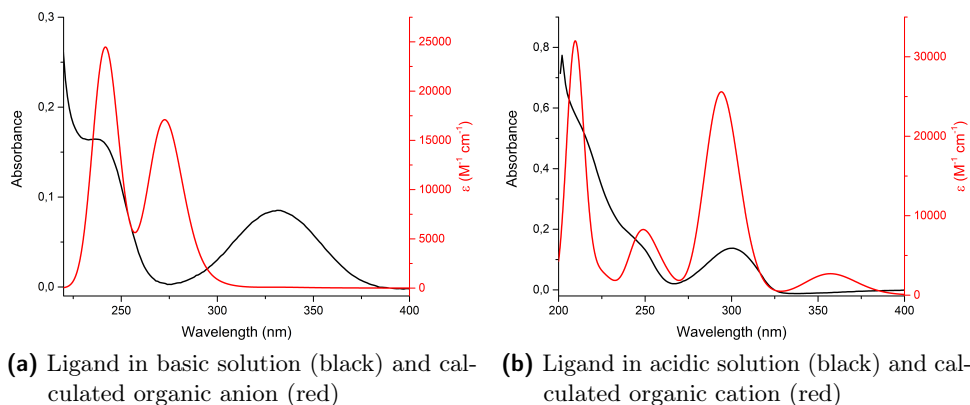 0,3
0,2
0,1
0,0
Absorbance
250
300
350
400
Wavelength (nm)
25000
20000
15000
10000
5000
0
ε (M⁻¹ cm⁻¹)
0,8
0,6
0,4
0,2
0,0
Absorbance
200
250
300
350
400
Wavelength (nm)
30000
20000
10000
0
ε (M⁻¹ cm⁻¹)
(a) Ligand in basic solution (black) and cal-
culated organic anion (red)
(b) Ligand in acidic solution (black) and cal-
culated organic cation (red)